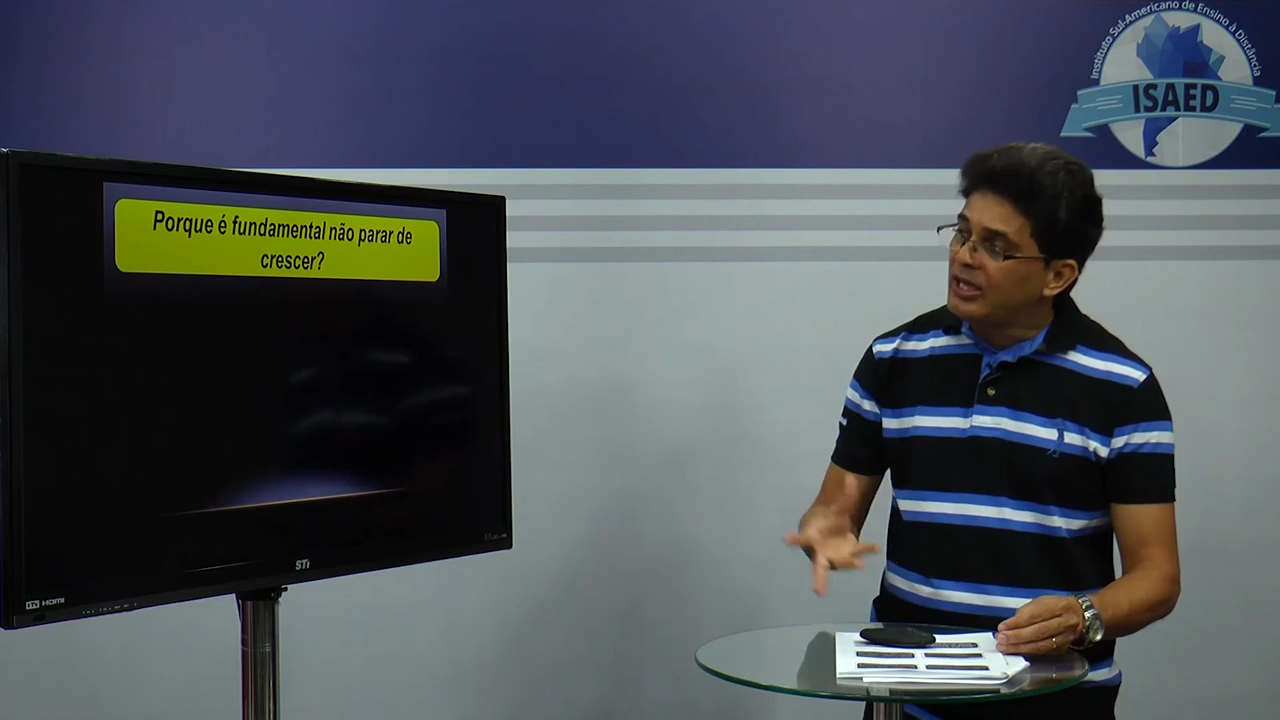 Instituto Sul-Americano de Ensino à Distância
ISAED
Porque é fundamental não parar de
crescer?
STi
HDMI